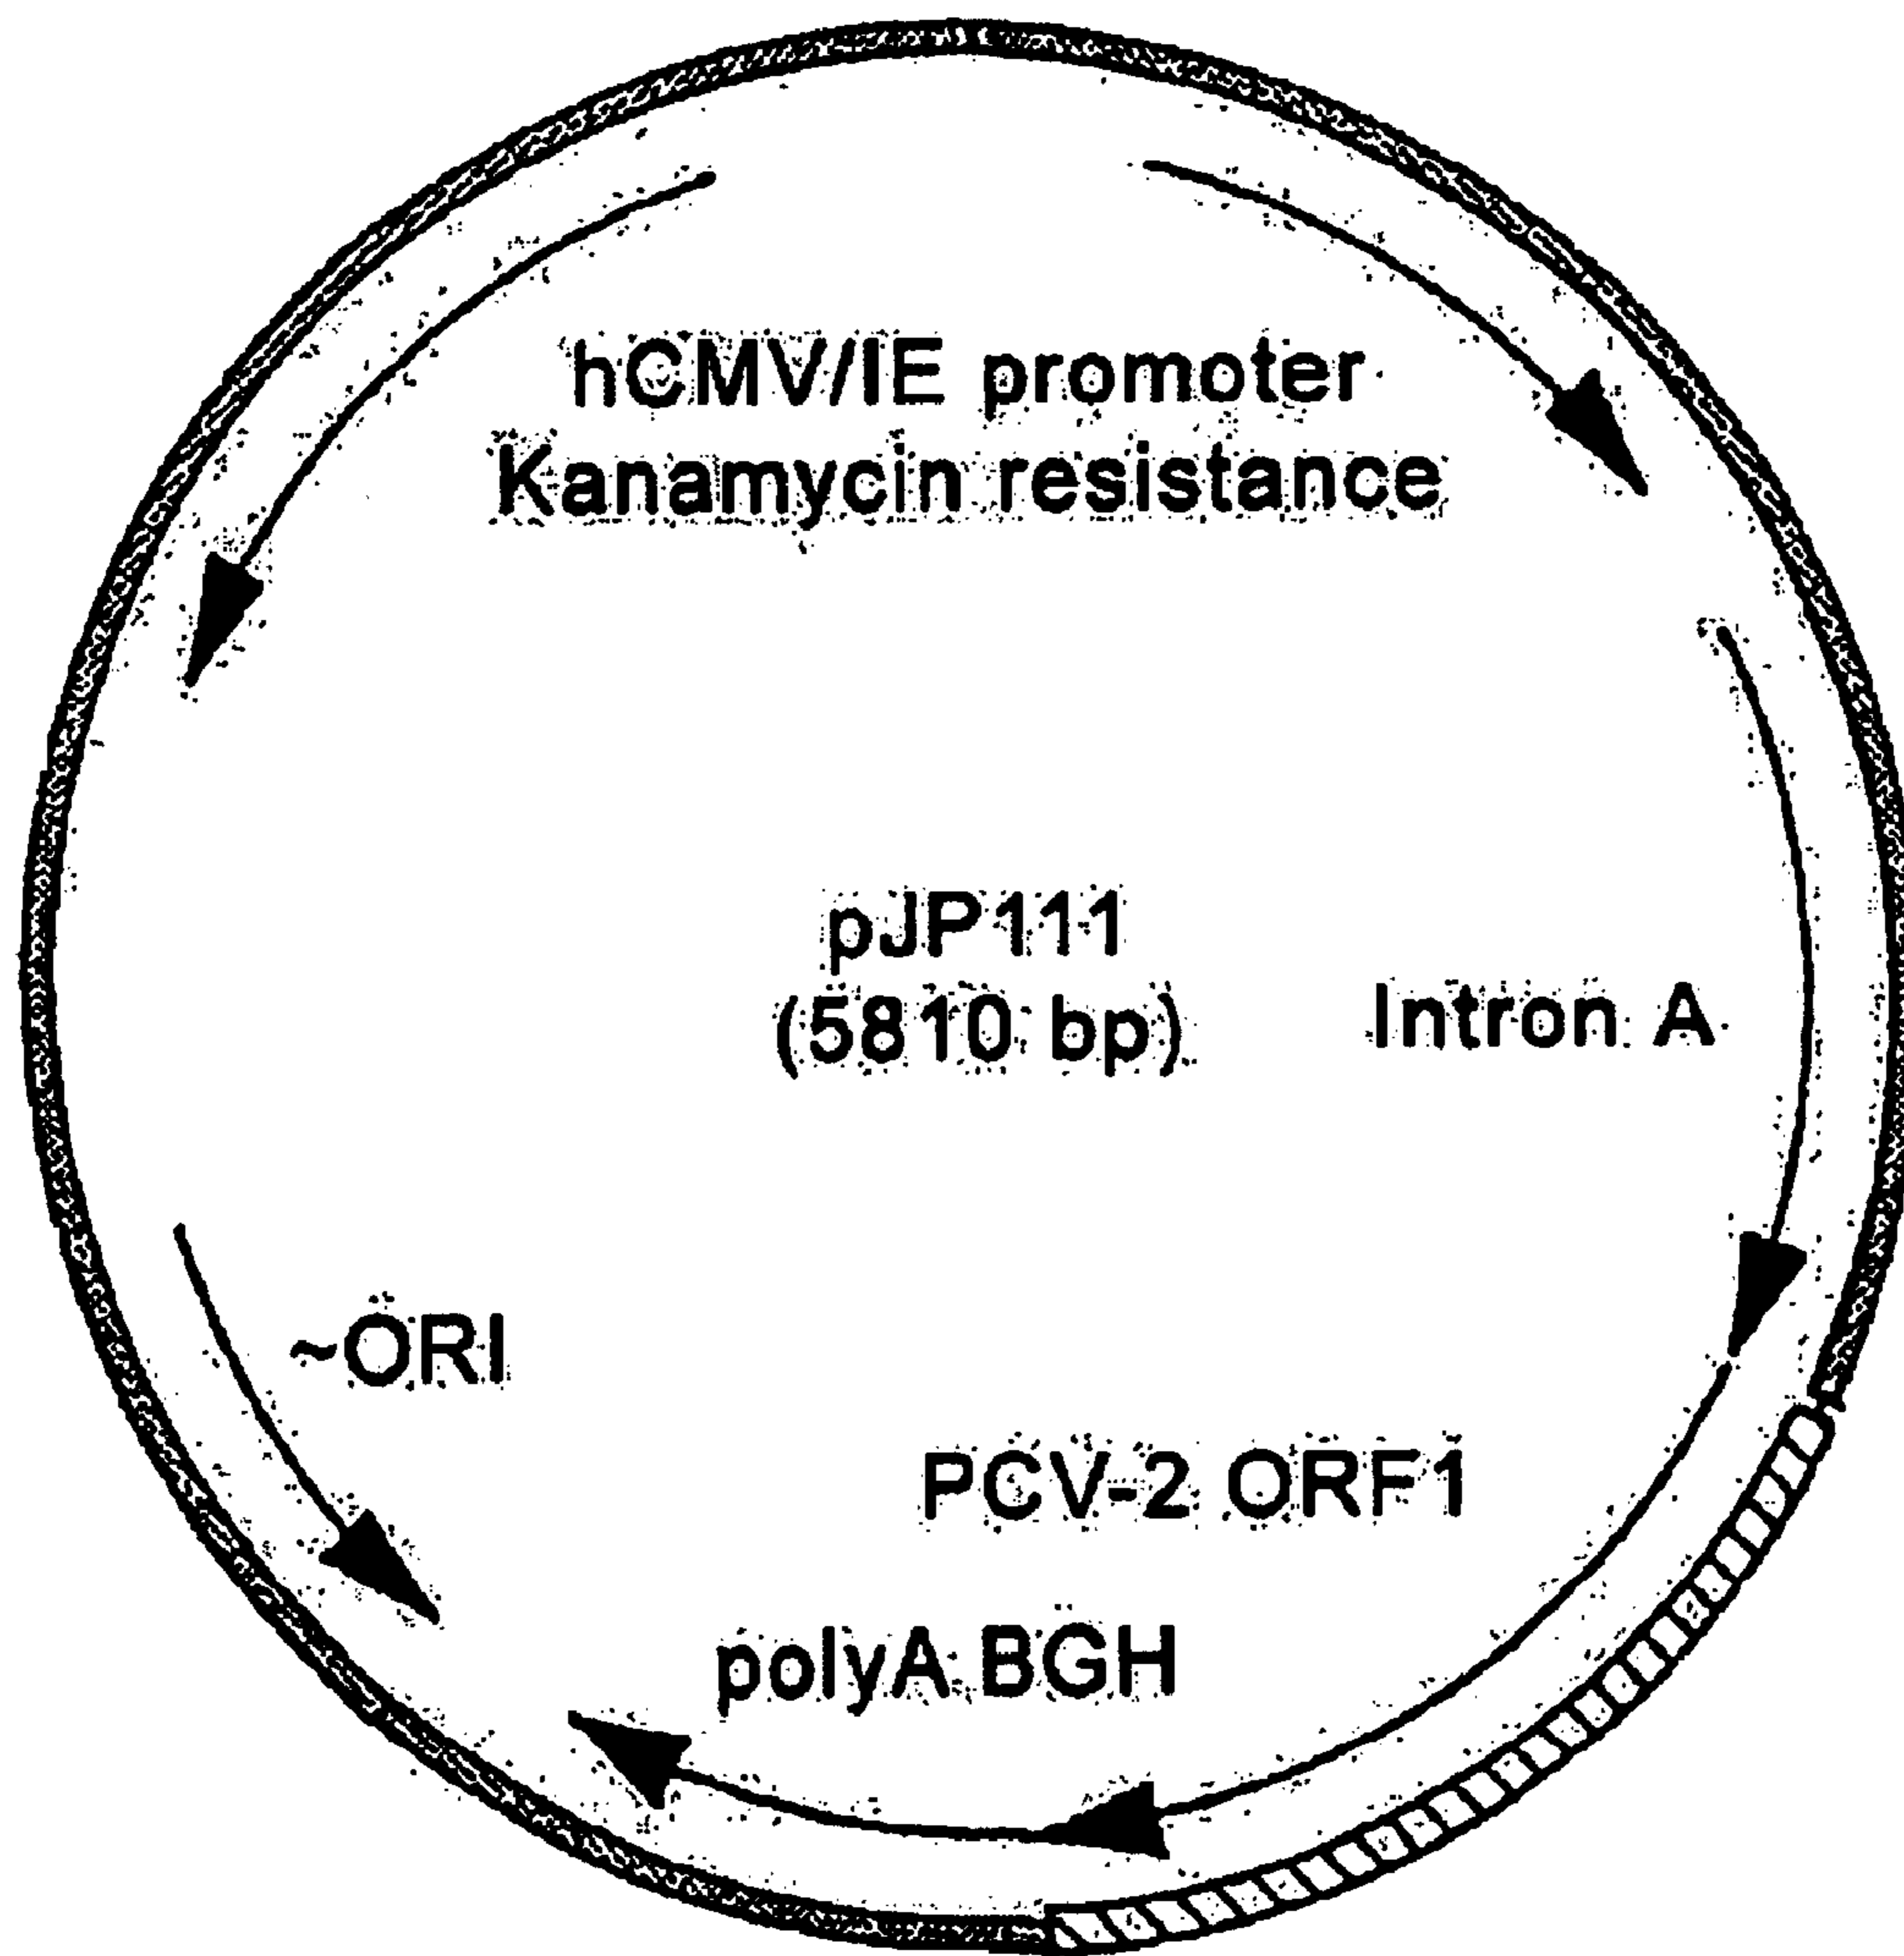 hCMV/IE promoter
Kanamycin resistance
pJP111
(5810 bp)
Intron A
~ORI
PCV-2 ORF1
polyA BGH